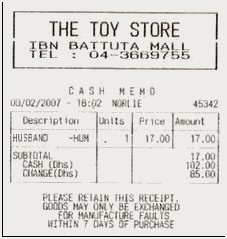 THE TOY STORE
IBN BATTUTA MALL
TEL : 04-3669755
CASH MEMO
03/02/2007 - 18:02 NORLIE 45342
Description Units Price Amount
HUSBAND -HUM . 1 17.00 17.00
SUBTOTAL 17.00
CASH (Dhs) 102.00
CHANGE(Dhs) 85.00
PLEASE RETAIN THIS RECEIPT.
GOODS MAY ONLY BE EXCHANGED
FOR MANUFACTURE FAULTS
WITHIN 7 DAYS OF PURCHASE